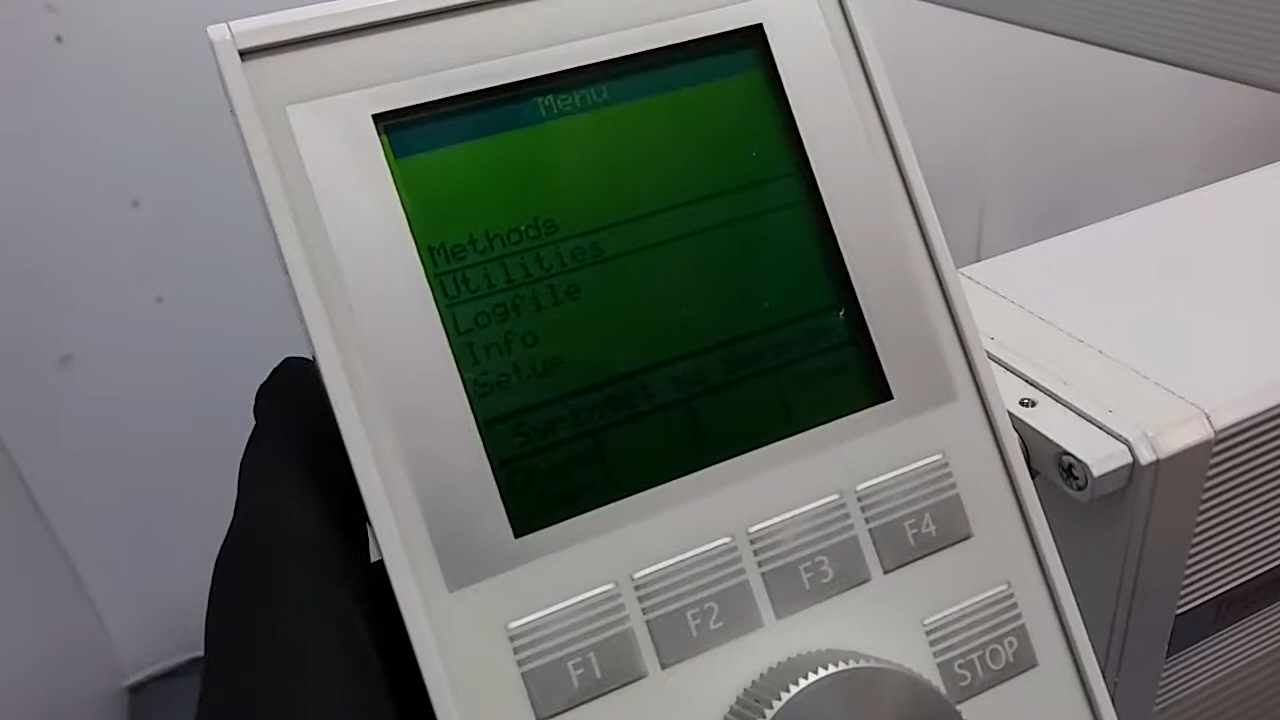 Menu
Methods
Utilities
Logfile
Info
Setup
F1
F2
F3
F4
STOP